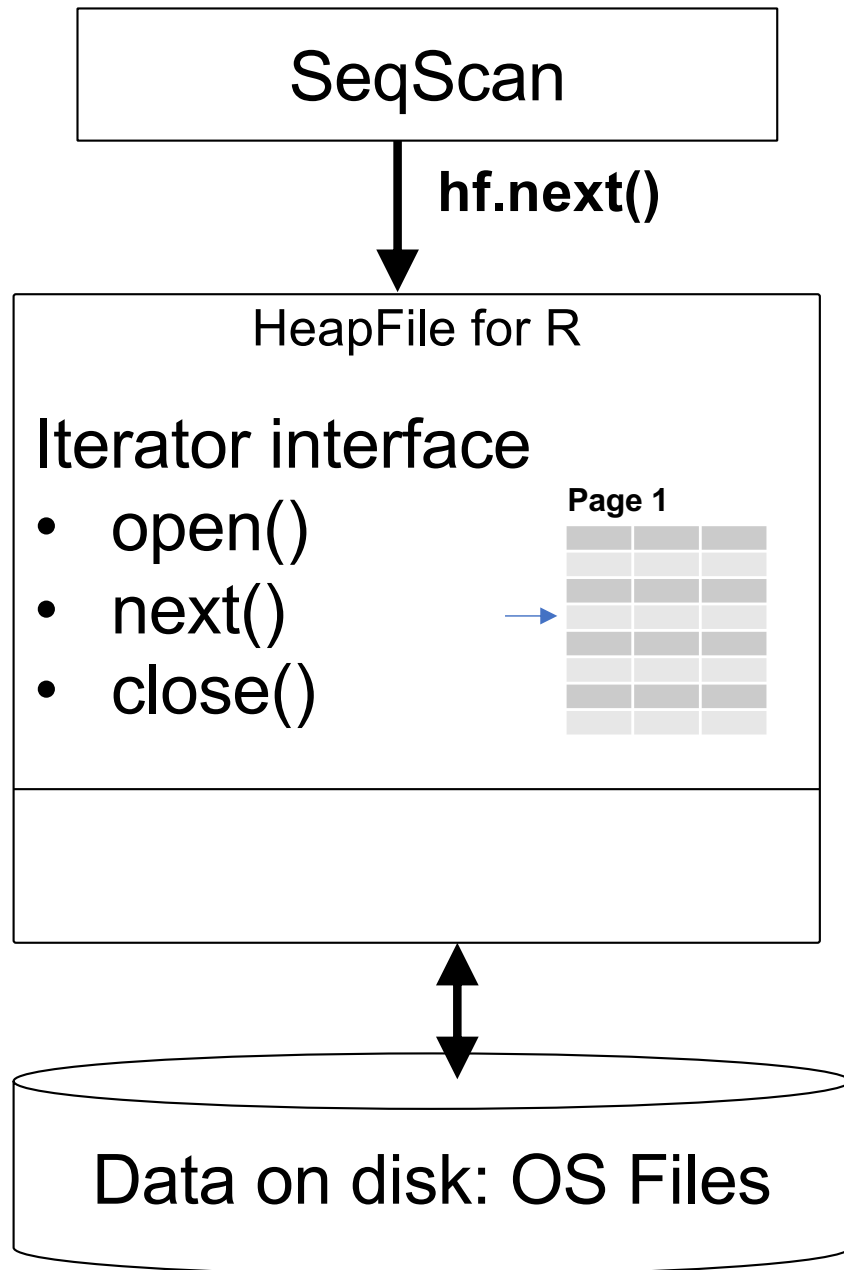 SeqScan
hf.next()
HeapFile for R
Iterator interface
• open()
• next()
• close()
Page 1
Data on disk: OS Files